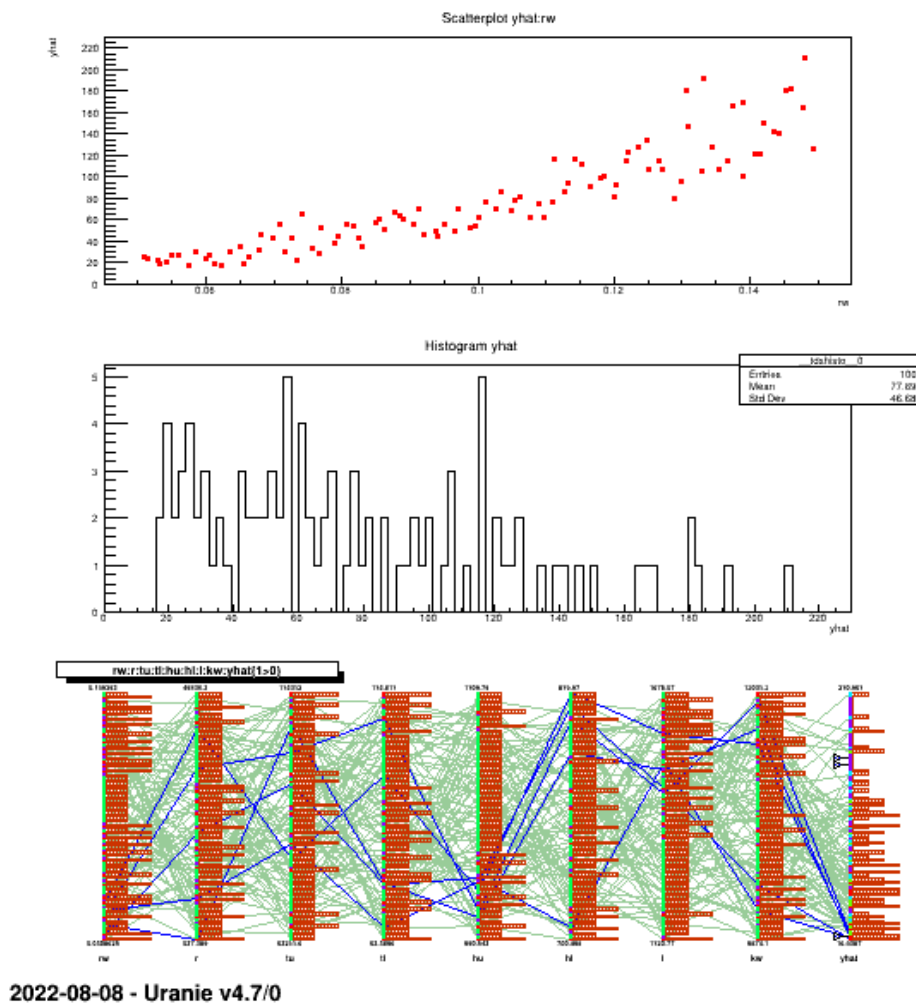 Scatterplot yhat:rw
yhat
220
200
180
160
140
120
100
80
60
40
20
0
0.06 0.08 0.1 0.12 0.14
rw
Histogram yhat
Entries 100
Mean 77.89
Std Dev 46.68
5
4
3
2
1
0
0 20 40 60 80 100 120 140 160 180 200 220
yhat
rw:r:tu:tl:hu:hl:l:kw:yhat{1>0}
rw r tu tl hu hl l kw yhat
2022-08-08 - Uranie v4.7/0